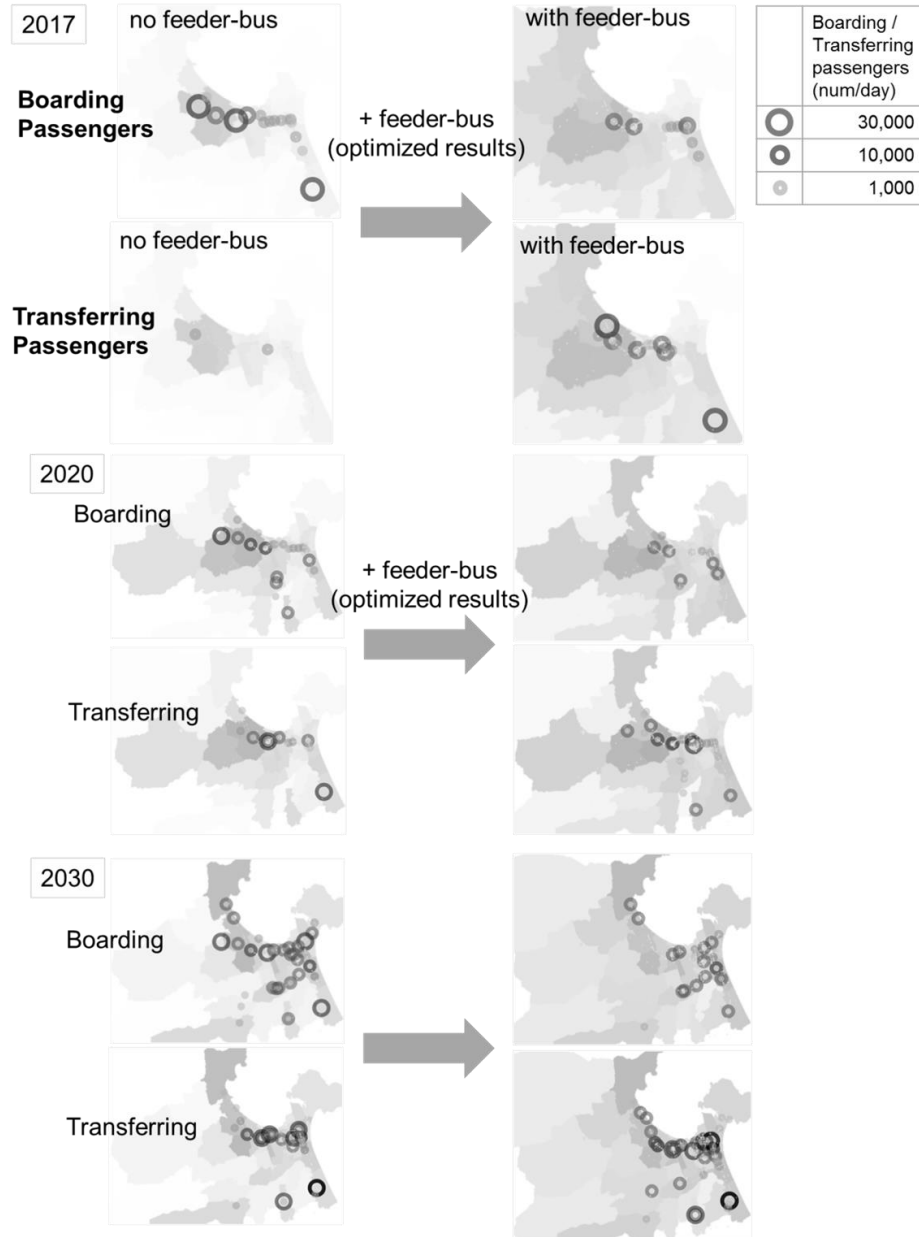 2017
no feeder-bus
with feeder-bus
Boarding /
Transferring
passengers
(num/day)
30,000
10,000
1,000
Boarding
Passengers
+ feeder-bus
(optimized results)
no feeder-bus
with feeder-bus
Transferring
Passengers
2020
Boarding
+ feeder-bus
(optimized results)
Transferring
2030
Boarding
Transferring